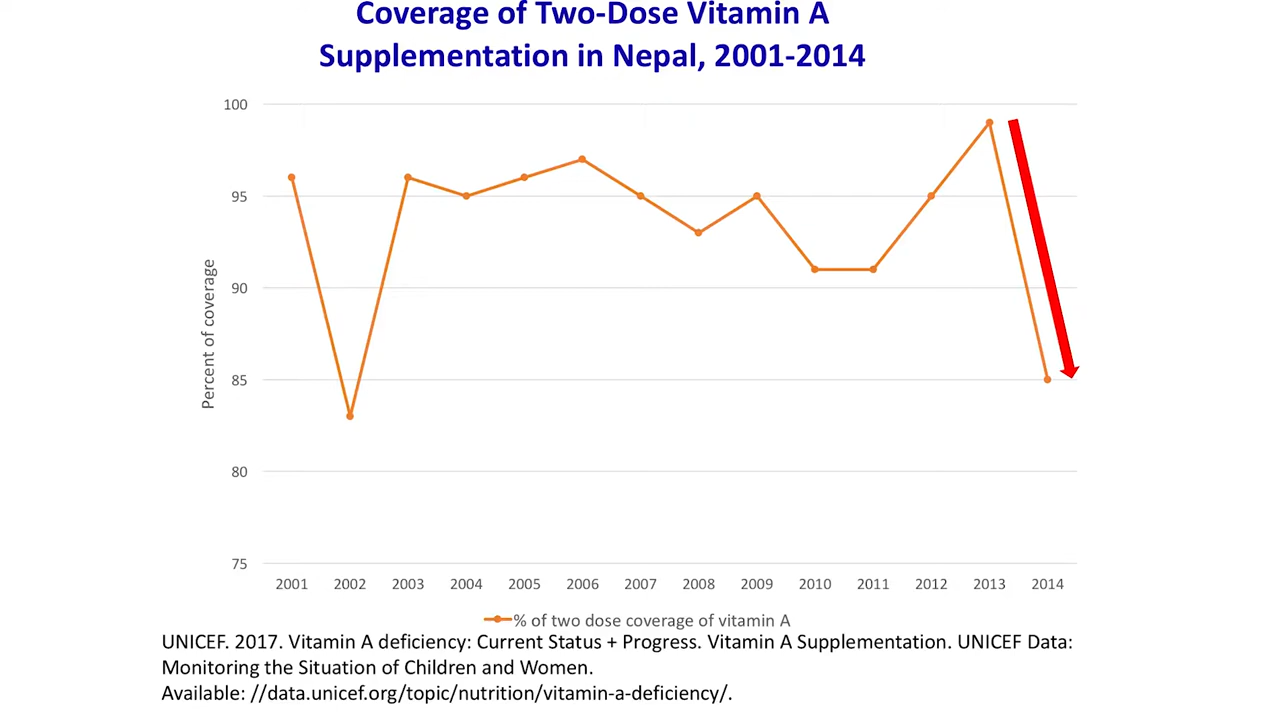 Coverage of Two-Dose Vitamin A
Supplementation in Nepal, 2001-2014
100
95
90
85
80
75
Percent of coverage
2001 2002 2003 2004 2005 2006 2007 2008 2009 2010 2011 2012 2013 2014
% of two dose coverage of vitamin A
UNICEF. 2017. Vitamin A deficiency: Current Status + Progress. Vitamin A Supplementation. UNICEF Data:
Monitoring the Situation of Children and Women.
Available: //data.unicef.org/topic/nutrition/vitamin-a-deficiency/.